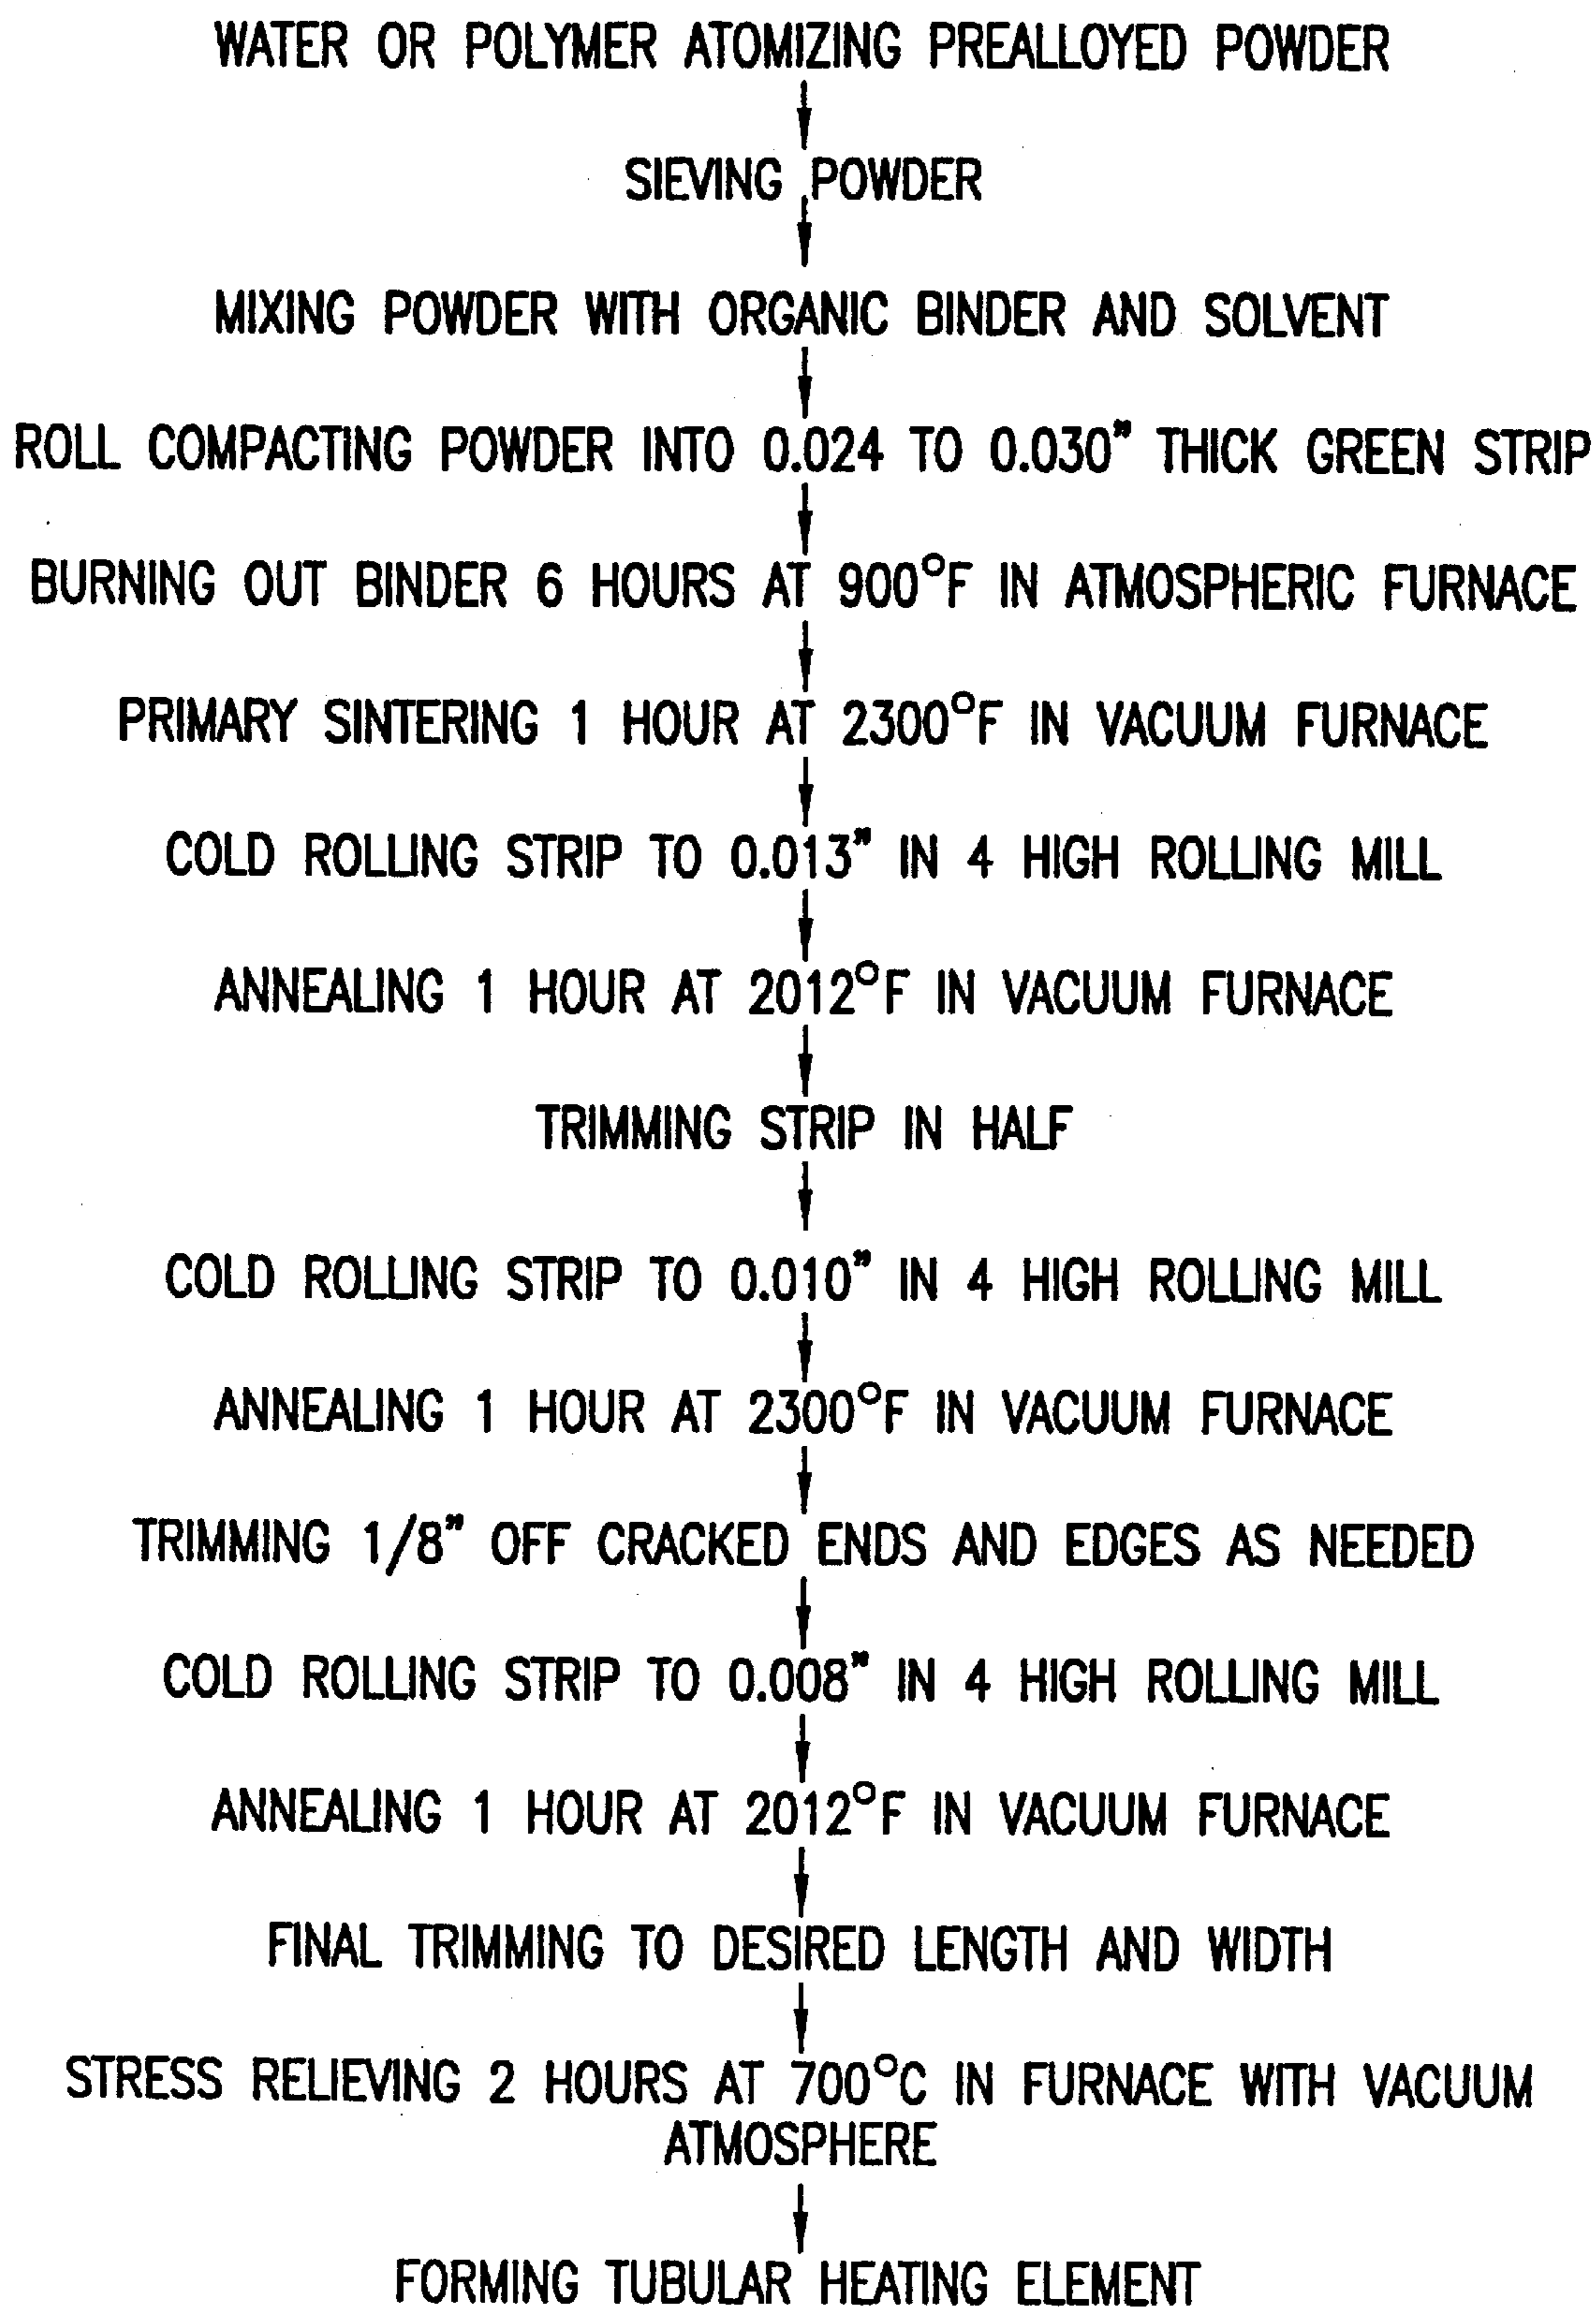 WATER OR POLYMER ATOMIZING PREALLOYED POWDER
SIEVING POWDER
MIXING POWDER WITH ORGANIC BINDER AND SOLVENT
ROLL COMPACTING POWDER INTO 0.024 TO 0.030" THICK GREEN STRIP
BURNING OUT BINDER 6 HOURS AT 900°F IN ATMOSPHERIC FURNACE
PRIMARY SINTERING 1 HOUR AT 2300°F IN VACUUM FURNACE
COLD ROLLING STRIP TO 0.013" IN 4 HIGH ROLLING MILL
ANNEALING 1 HOUR AT 2012°F IN VACUUM FURNACE
TRIMMING STRIP IN HALF
COLD ROLLING STRIP TO 0.010" IN 4 HIGH ROLLING MILL
ANNEALING 1 HOUR AT 2300°F IN VACUUM FURNACE
TRIMMING 1/8" OFF CRACKED ENDS AND EDGES AS NEEDED
COLD ROLLING STRIP TO 0.008" IN 4 HIGH ROLLING MILL
ANNEALING 1 HOUR AT 2012°F IN VACUUM FURNACE
FINAL TRIMMING TO DESIRED LENGTH AND WIDTH
STRESS RELIEVING 2 HOURS AT 700°C IN FURNACE WITH VACUUM
ATMOSPHERE
FORMING TUBULAR HEATING ELEMENT